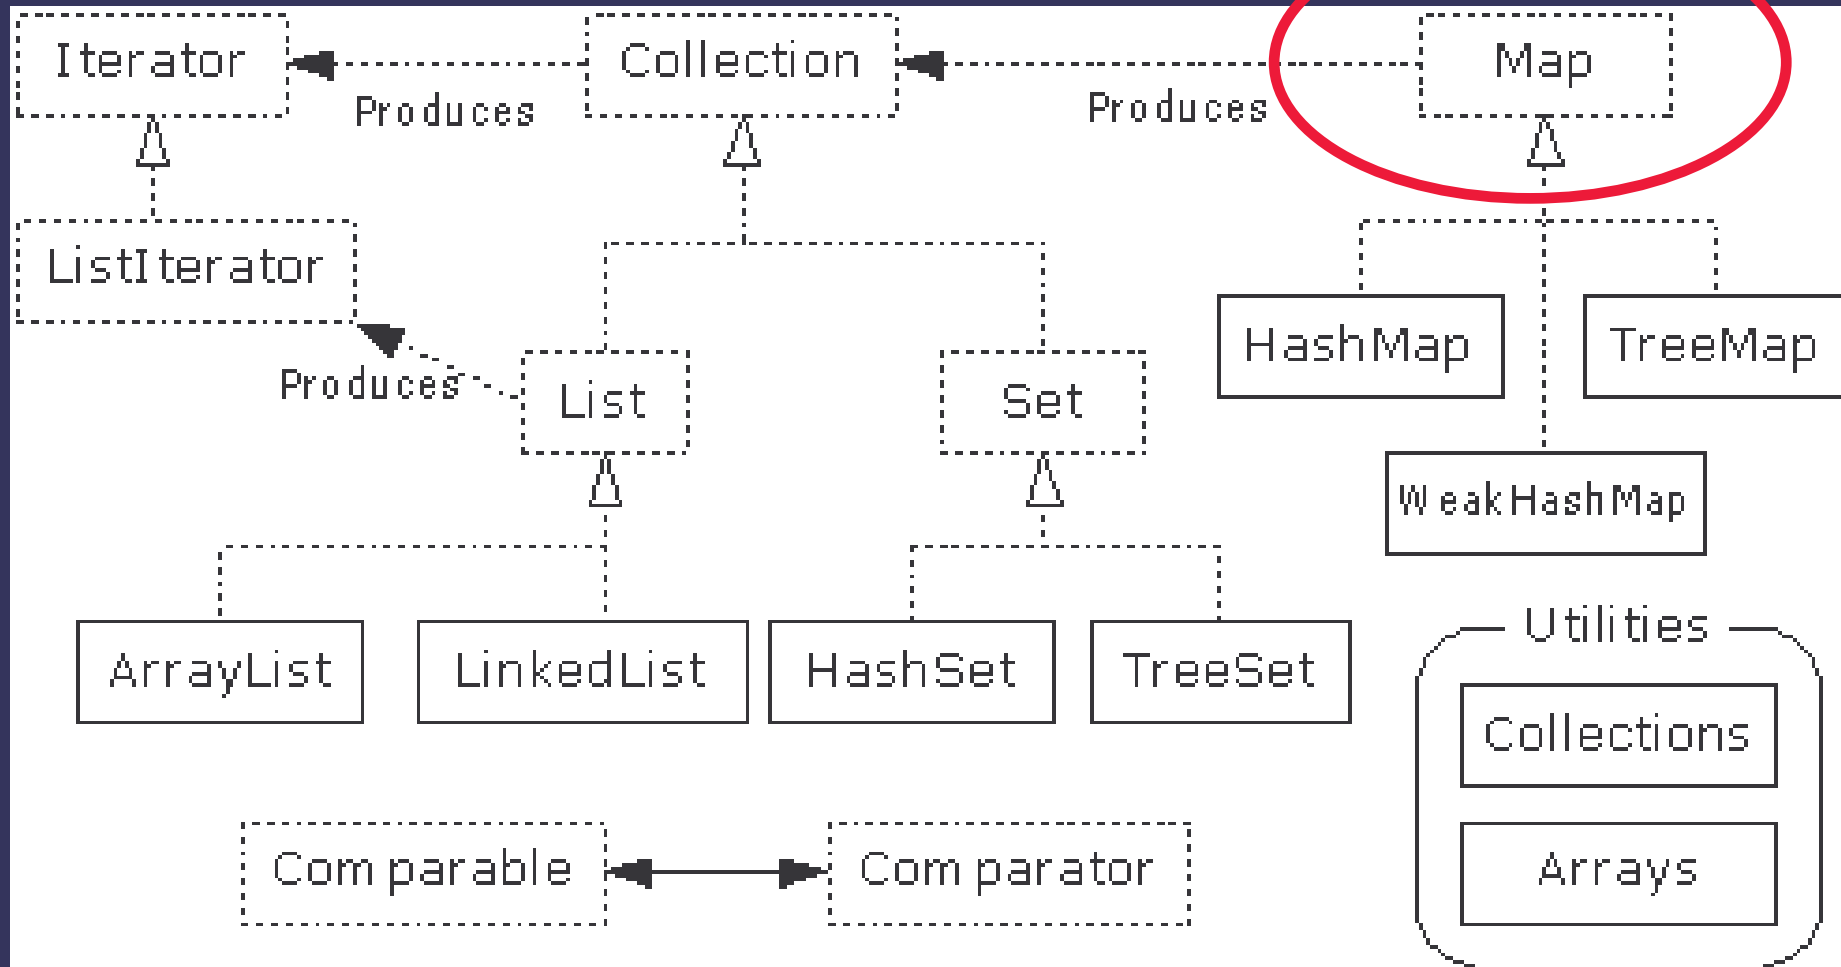 Iterator
Collection
Map
Produces
Produces
ListIterator
HashMap
TreeMap
Produces
List
Set
WeakHashMap
Utilities
ArrayList
LinkedList
HashSet
TreeSet
Collections
Comparable
Comparator
Arrays